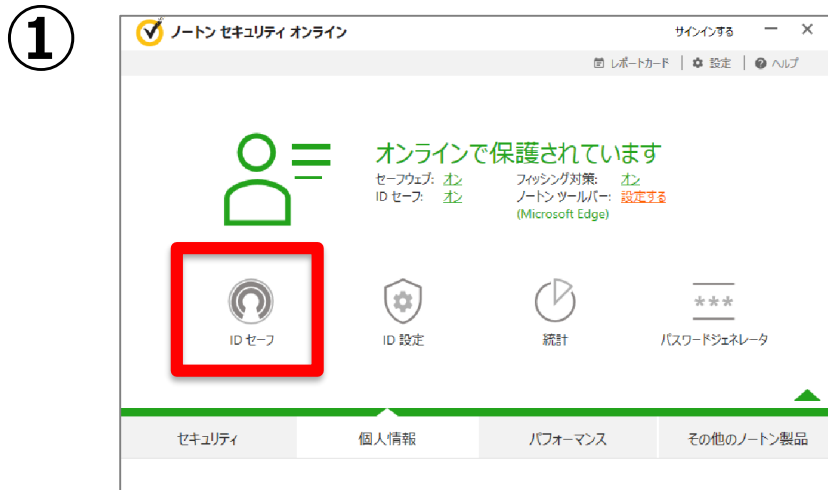 ①
ノートン セキュリティ オンライン
サインインする
レポートカード | 設定 | ヘルプ
オンラインで保護されています
セーフウェブ: オン
フィッシング対策: オン
ID セーフ: オン
ノートン ツールバー: 設定する
(Microsoft Edge)
ID セーフ
ID 設定
統計
***
パスワードジェネレータ
セキュリティ
個人情報
パフォーマンス
その他のノートン製品